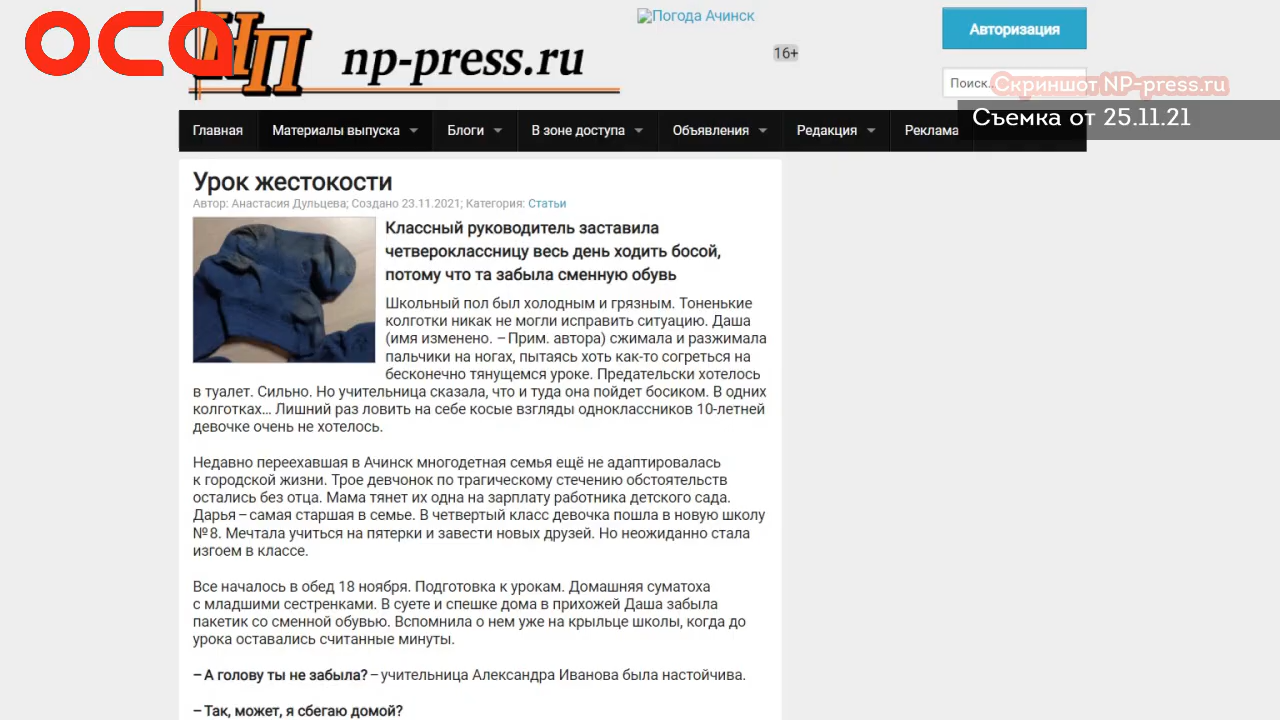 оса
НП
np-press.ru
Погода Ачинск
16+
Авторизация
Поиск...
Скриншот NP-press.ru
Съемка от 25.11.21
Главная Материалы выпуска Блоги В зоне доступа Объявления Редакция Реклама
Урок жестокости
Автор: Анастасия Дульцева; Создано 23.11.2021; Категория: Статьи
Классный руководитель заставила
четвероклассницу весь день ходить босой,
потому что та забыла сменную обувь
Школьный пол был холодным и грязным. Тоненькие
колготки никак не могли исправить ситуацию. Даша
(имя изменено. – Прим. автора) сжимала и разжимала
пальчики на ногах, пытаясь хоть как-то согреться на
бесконечно тянущемся уроке. Предательски хотелось
в туалет. Сильно. Но учительница сказала, что и туда она пойдет босиком. В одних
колготках… Лишний раз ловить на себе косые взгляды одноклассников 10-летней
девочке очень не хотелось.
Недавно переехавшая в Ачинск многодетная семья ещё не адаптировалась
к городской жизни. Трое девчонок по трагическому стечению обстоятельств
остались без отца. Мама тянет их одна на зарплату работника детского сада.
Дарья – самая старшая в семье. В четвертый класс девочка пошла в новую школу
№8. Мечтала учиться на пятерки и завести новых друзей. Но неожиданно стала
изгоем в классе.
Все началось в обед 18 ноября. Подготовка к урокам. Домашняя суматоха
с младшими сестренками. В суете и спешке дома в прихожей Даша забыла
пакетик со сменной обувью. Вспомнила о нем уже на крыльце школы, когда до
урока оставались считанные минуты.
– А голову ты не забыла? – учительница Александра Иванова была настойчива.
– Так, может, я сбегаю домой?